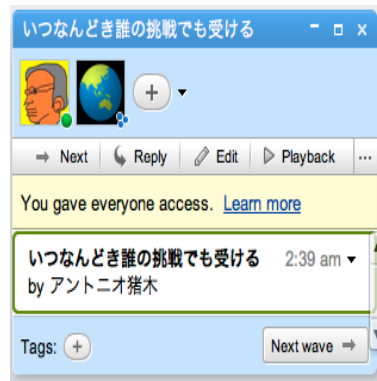 いつなんどき誰の挑戦でも受ける
Next Reply Edit Playback ...
You gave everyone access. Learn more
いつなんどき誰の挑戦でも受ける 2:39 am
by アントニオ猪木
Tags: Next wave